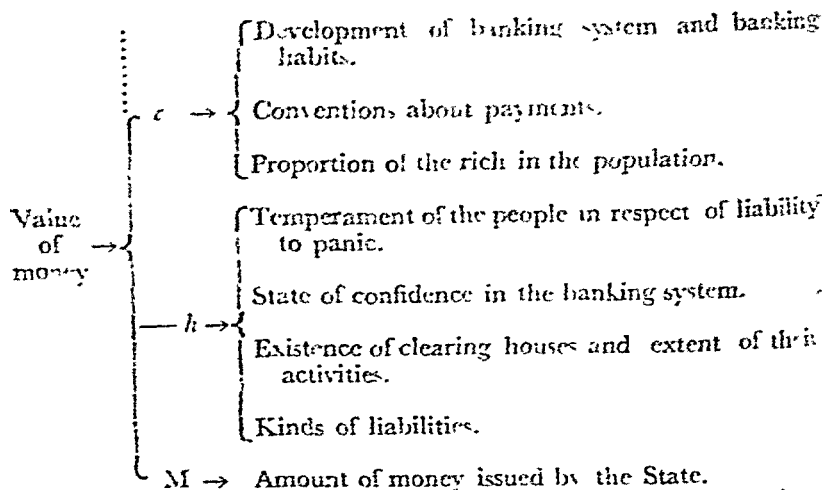 Development of banking system and banking
habits.
c → Conventions about payments.
Proportion of the rich in the population.
Value
of →
money
Temperament of the people in respect of liability
to panic.
State of confidence in the banking system.
h → Existence of clearing houses and extent of their
activities.
Kinds of liabilities.
M → Amount of money issued by the State.